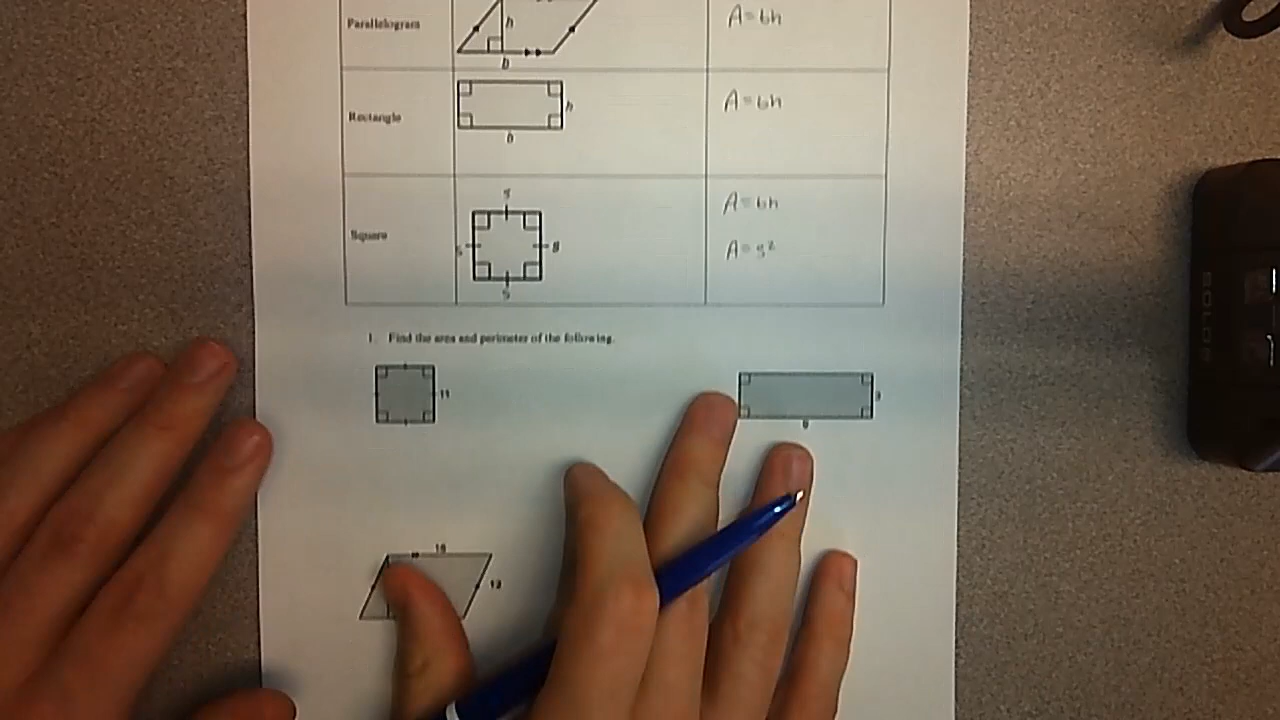 Parallelogram
h
b
A = bh
Rectangle
h
b
A = bh
Square
s
s
s
s
A = bh
A = s²
1. Find the area and perimeter of the following.
11
3
15
12
SOLOS